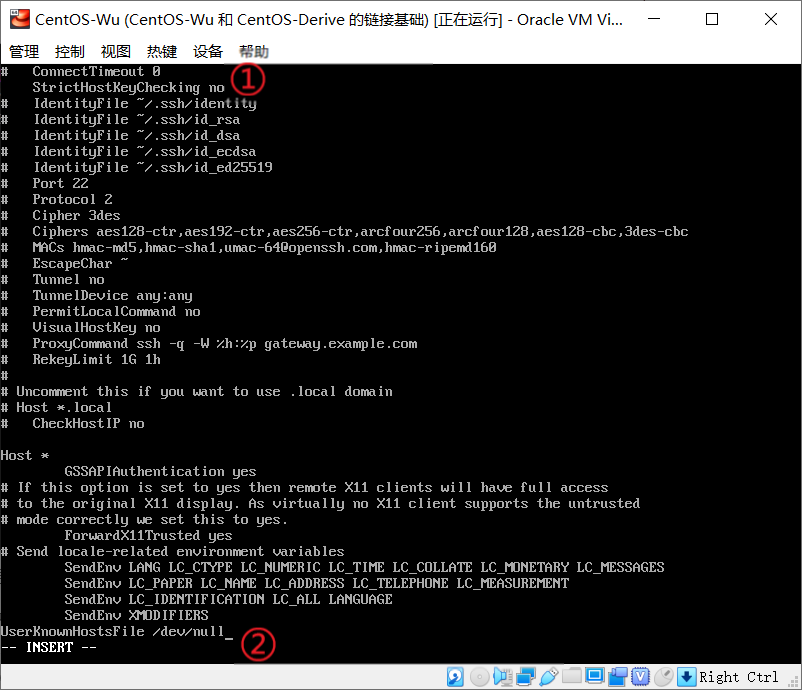 CentOS-Wu (CentOS-Wu 和 CentOS-Derive 的链接基础) [正在运行] - Oracle VM Vi...
管理 控制 视图 热键 设备 帮助
#   ConnectTimeout 0
    StrictHostKeyChecking no ①
#   IdentityFile ~/.ssh/identity
#   IdentityFile ~/.ssh/id_rsa
#   IdentityFile ~/.ssh/id_dsa
#   IdentityFile ~/.ssh/id_ecdsa
#   IdentityFile ~/.ssh/id_ed25519
#   Port 22
#   Protocol 2
#   Cipher 3des
#   Ciphers aes128-ctr,aes192-ctr,aes256-ctr,arcfour256,arcfour128,aes128-cbc,3des-cbc
#   MACs hmac-md5,hmac-sha1,umac-64@openssh.com,hmac-ripemd160
#   EscapeChar ~
#   Tunnel no
#   TunnelDevice any:any
#   PermitLocalCommand no
#   VisualHostKey no
#   ProxyCommand ssh -q -W %h:%p gateway.example.com
#   RekeyLimit 1G 1h
#
# Uncomment this if you want to use .local domain
# Host *.local
#   CheckHostIP no
Host *
        GSSAPIAuthentication yes
# If this option is set to yes then remote X11 clients will have full access
# to the original X11 display. As virtually no X11 client supports the untrusted
# mode correctly we set this to yes.
        ForwardX11Trusted yes
# Send locale-related environment variables
        SendEnv LANG LC_CTYPE LC_NUMERIC LC_TIME LC_COLLATE LC_MONETARY LC_MESSAGES
        SendEnv LC_PAPER LC_NAME LC_ADDRESS LC_TELEPHONE LC_MEASUREMENT
        SendEnv LC_IDENTIFICATION LC_ALL LANGUAGE
        SendEnv XMODIFIERS
UserKnownHostsFile /dev/null_ ②
-- INSERT --
Right Ctrl